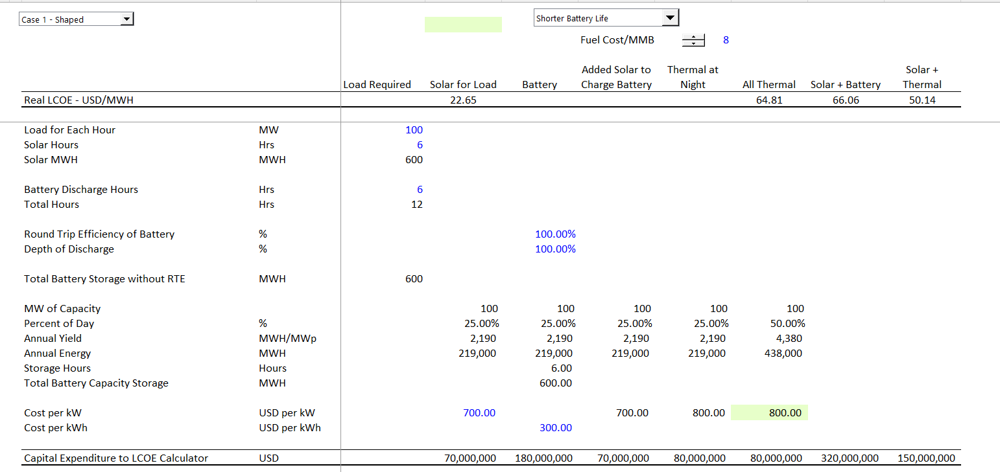 Case 1 - Shaped
Shorter Battery Life
Fuel Cost/MMB 8
Added Solar to Thermal at Solar +
Load Required Solar for Load Battery Charge Battery Night All Thermal Solar + Battery Thermal
Real LCOE - USD/MWH 22.65 64.81 66.06 50.14
Load for Each Hour MW 100
Solar Hours Hrs 6
Solar MWH MWH 600
Battery Discharge Hours Hrs 6
Total Hours Hrs 12
Round Trip Efficiency of Battery % 100.00%
Depth of Discharge % 100.00%
Total Battery Storage without RTE MWH 600
MW of Capacity 100 100 100 100 100
Percent of Day % 25.00% 25.00% 25.00% 25.00% 50.00%
Annual Yield MWH/MWp 2,190 2,190 2,190 2,190 4,380
Annual Energy MWH 219,000 219,000 219,000 219,000 438,000
Storage Hours Hours 6.00
Total Battery Capacity Storage MWH 600.00
Cost per kW USD per kW 700.00 700.00 800.00 800.00
Cost per kWh USD per kWh 300.00
Capital Expenditure to LCOE Calculator USD 70,000,000 180,000,000 70,000,000 80,000,000 80,000,000 320,000,000 150,000,000